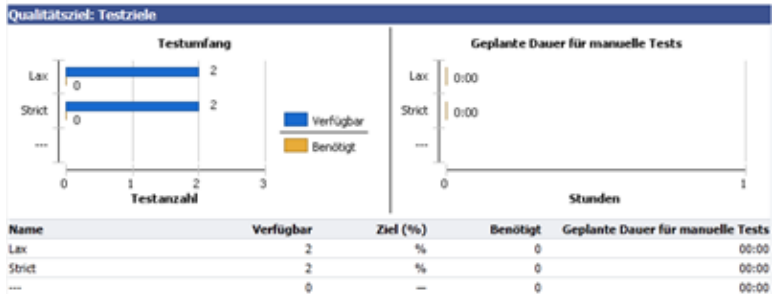 Qualitätsziel: Testziele
Testumfang
Lax
2
0
Strict
2
0
---
0 1 2 3
Testanzahl
Verfügbar
Benötigt
Geplante Dauer für manuelle Tests
Lax
0:00
Strict
0:00
---
0 1
Stunden
Name Verfügbar Ziel (%) Benötigt Geplante Dauer für manuelle Tests
Lax 2 % 0 00:00
Strict 2 % 0 00:00
--- 0 -- 0 00:00